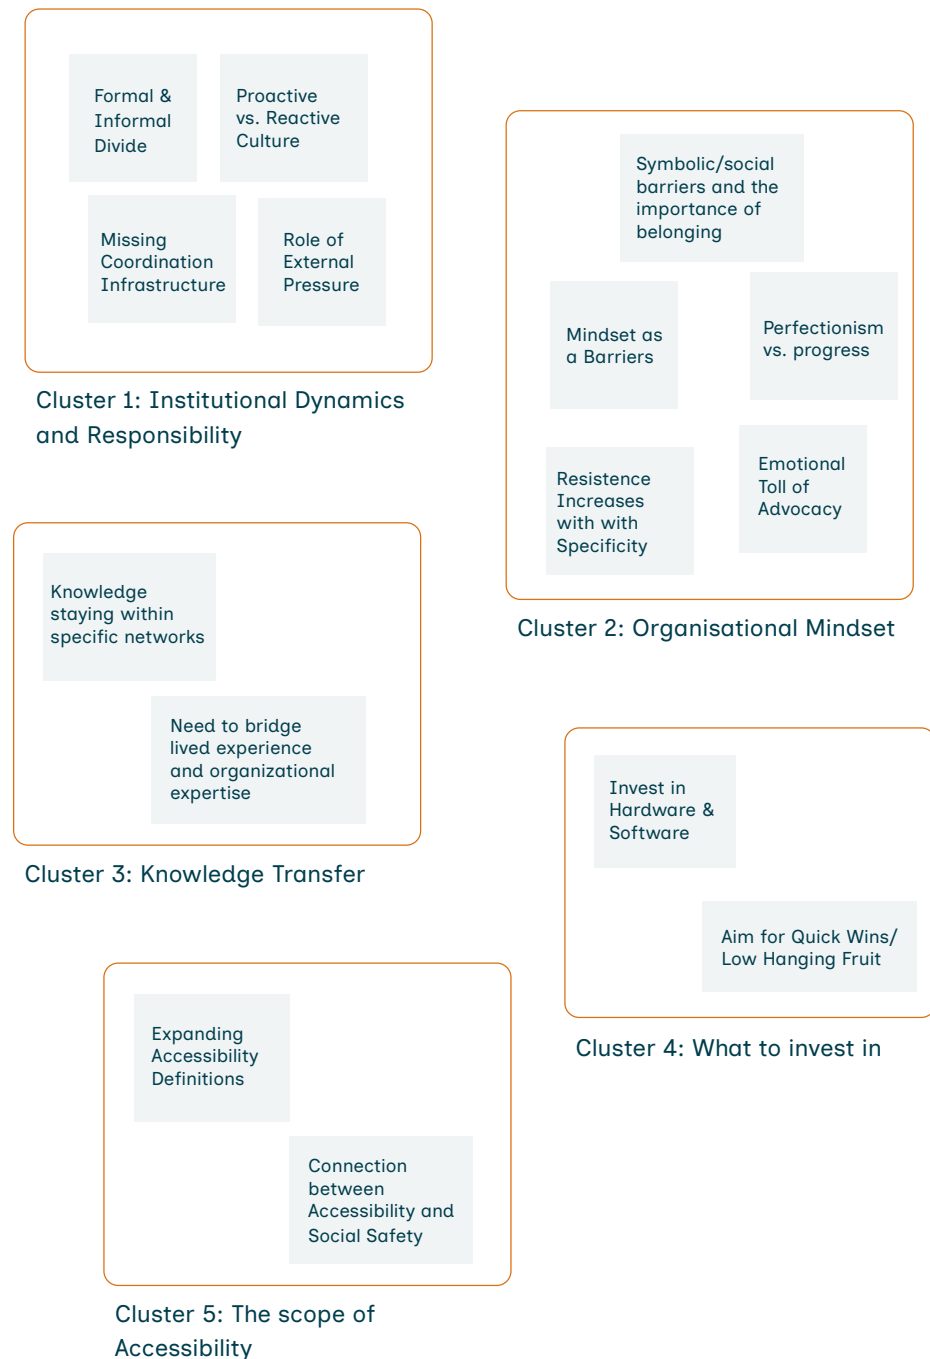 Formal &
Informal
Divide
Proactive
vs. Reactive
Culture
Missing
Coordination
Infrastructure
Role of
External
Pressure
Cluster 1: Institutional Dynamics
and Responsibility
Symbolic/social
barriers and the
importance of
belonging
Mindset as
a Barriers
Perfectionism
vs. progress
Resistence
Increases
with with
Specificity
Emotional
Toll of
Advocacy
Cluster 2: Organisational Mindset
Knowledge
staying within
specific networks
Need to bridge
lived experience
and organizational
expertise
Cluster 3: Knowledge Transfer
Invest in
Hardware &
Software
Aim for Quick Wins/
Low Hanging Fruit
Cluster 4: What to invest in
Expanding
Accessibility
Definitions
Connection
between
Accessibility and
Social Safety
Cluster 5: The scope of
Accessibility